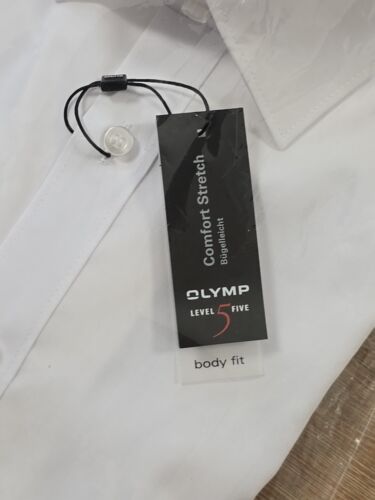 Comfort Stretch
Bügelleicht
OLYMP
LEVEL 5 FIVE
body fit